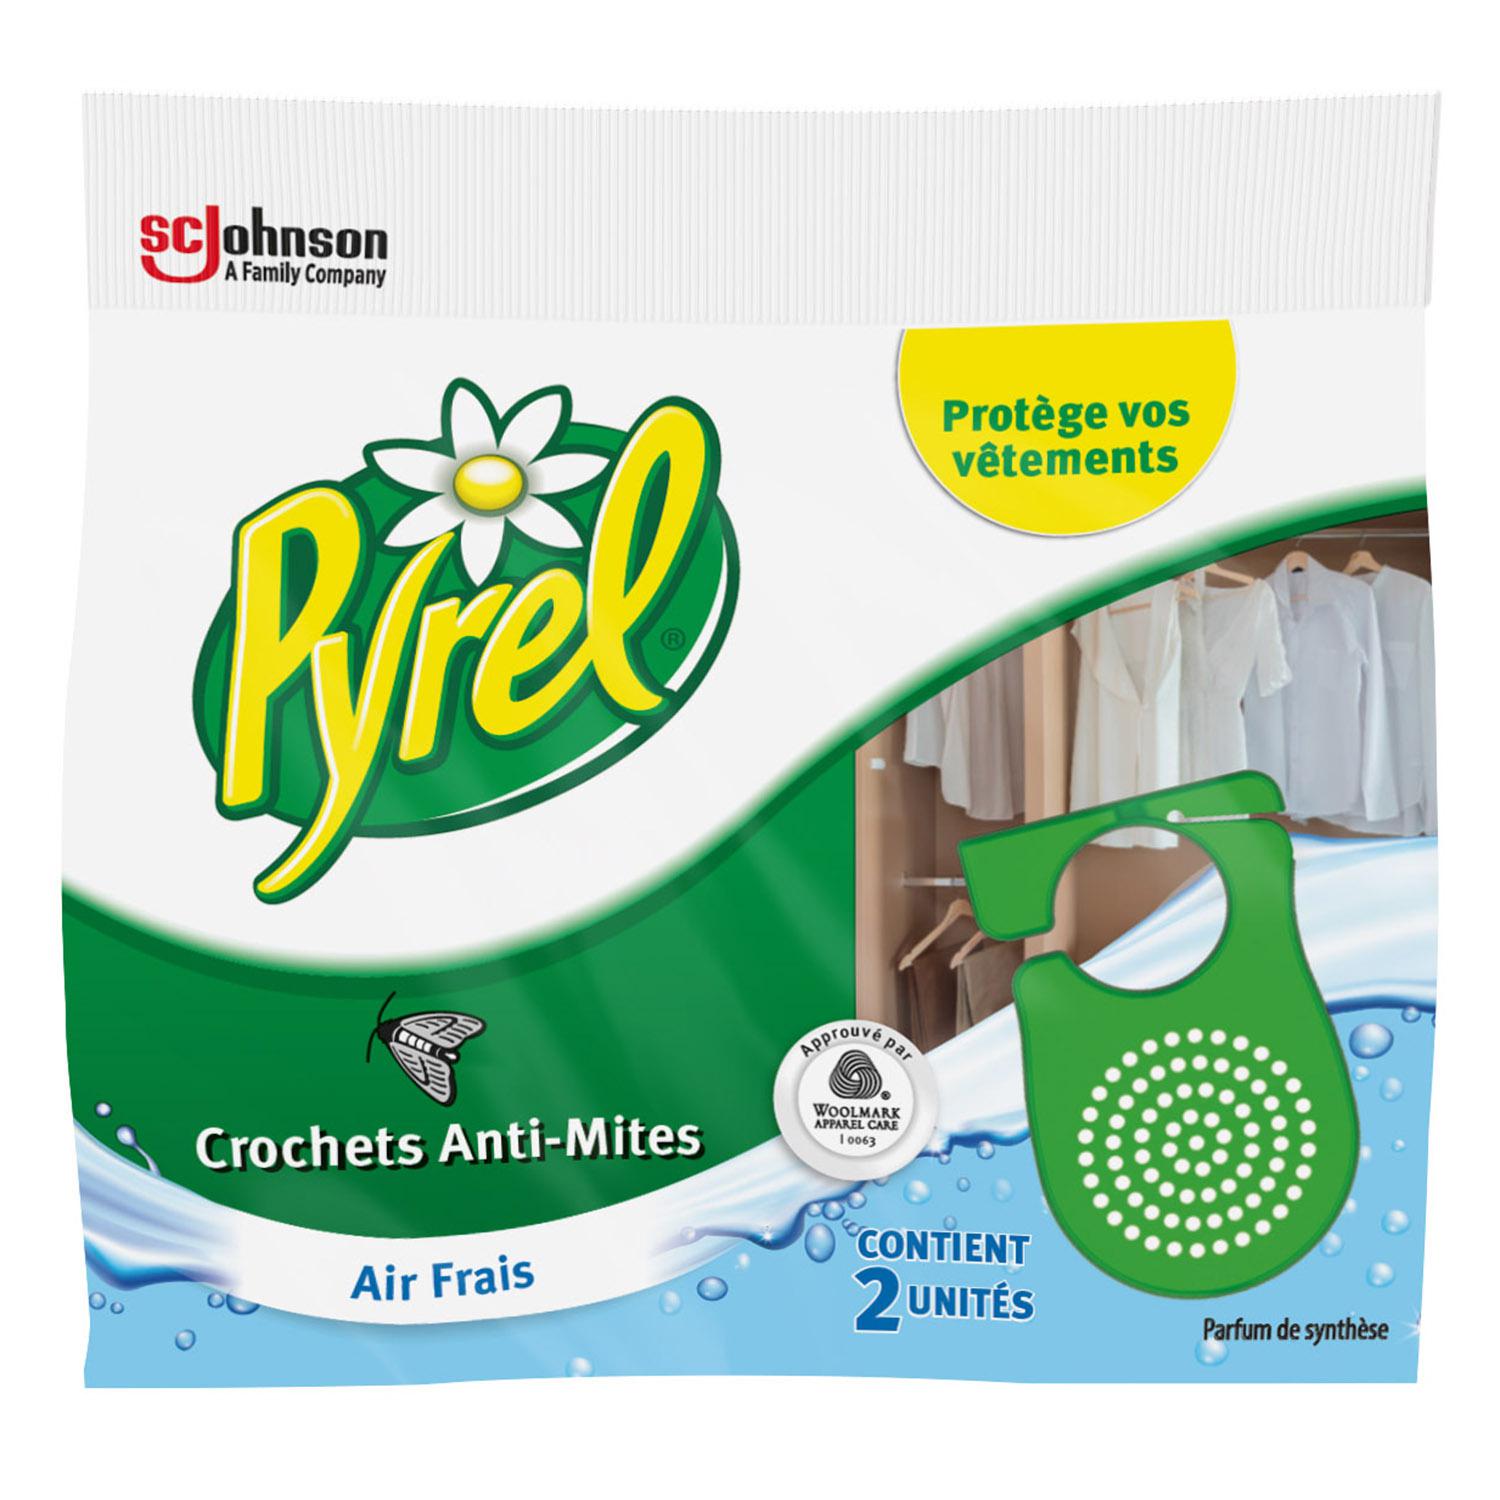 SCJohnson
A Family Company
Protège vos
vêtements
Pyrel®
Approuvé par
WOOLMARK
APPAREL CARE
I 0063
Crochets Anti-Mites
Air Frais
CONTIENT
2 UNITÉS
Parfum de synthèse